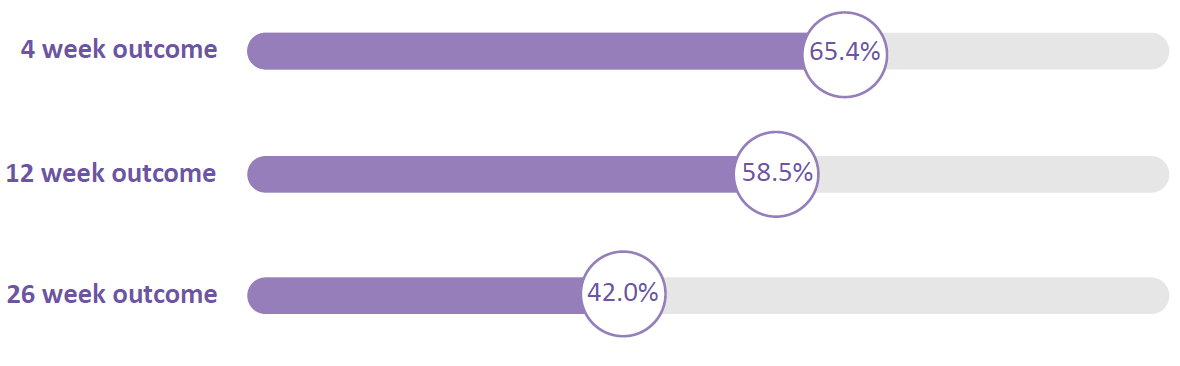 4 week outcome 65.4%
12 week outcome 58.5%
26 week outcome 42.0%